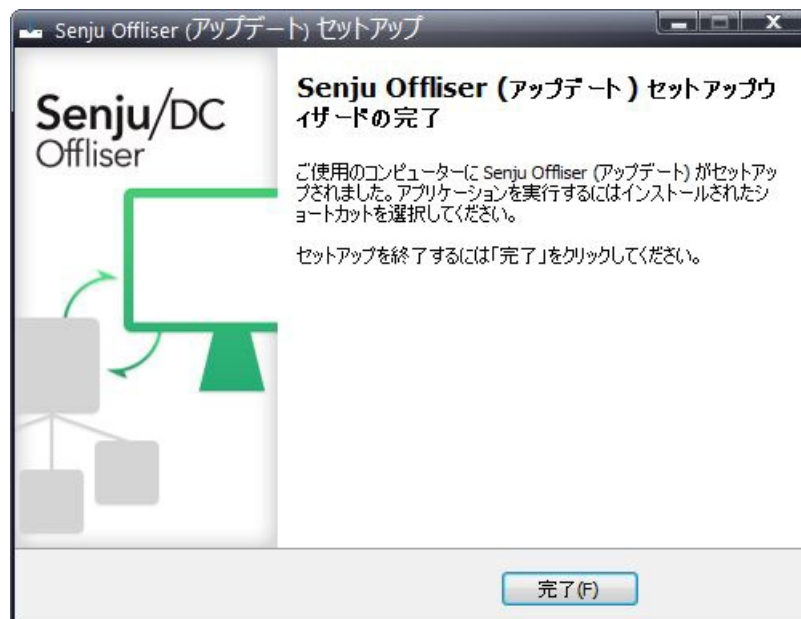 Senju Offliser (アップデート) セットアップ
Senju/DC
Offliser
Senju Offliser (アップデート) セットアップウ
ィザードの完了
ご使用のコンピューターに Senju Offliser (アップデート) がセットアッ
プされました。アプリケーションを実行するにはインストールされたシ
ョートカットを選択してください。
セットアップを終了するには「完了」をクリックしてください。
完了(F)